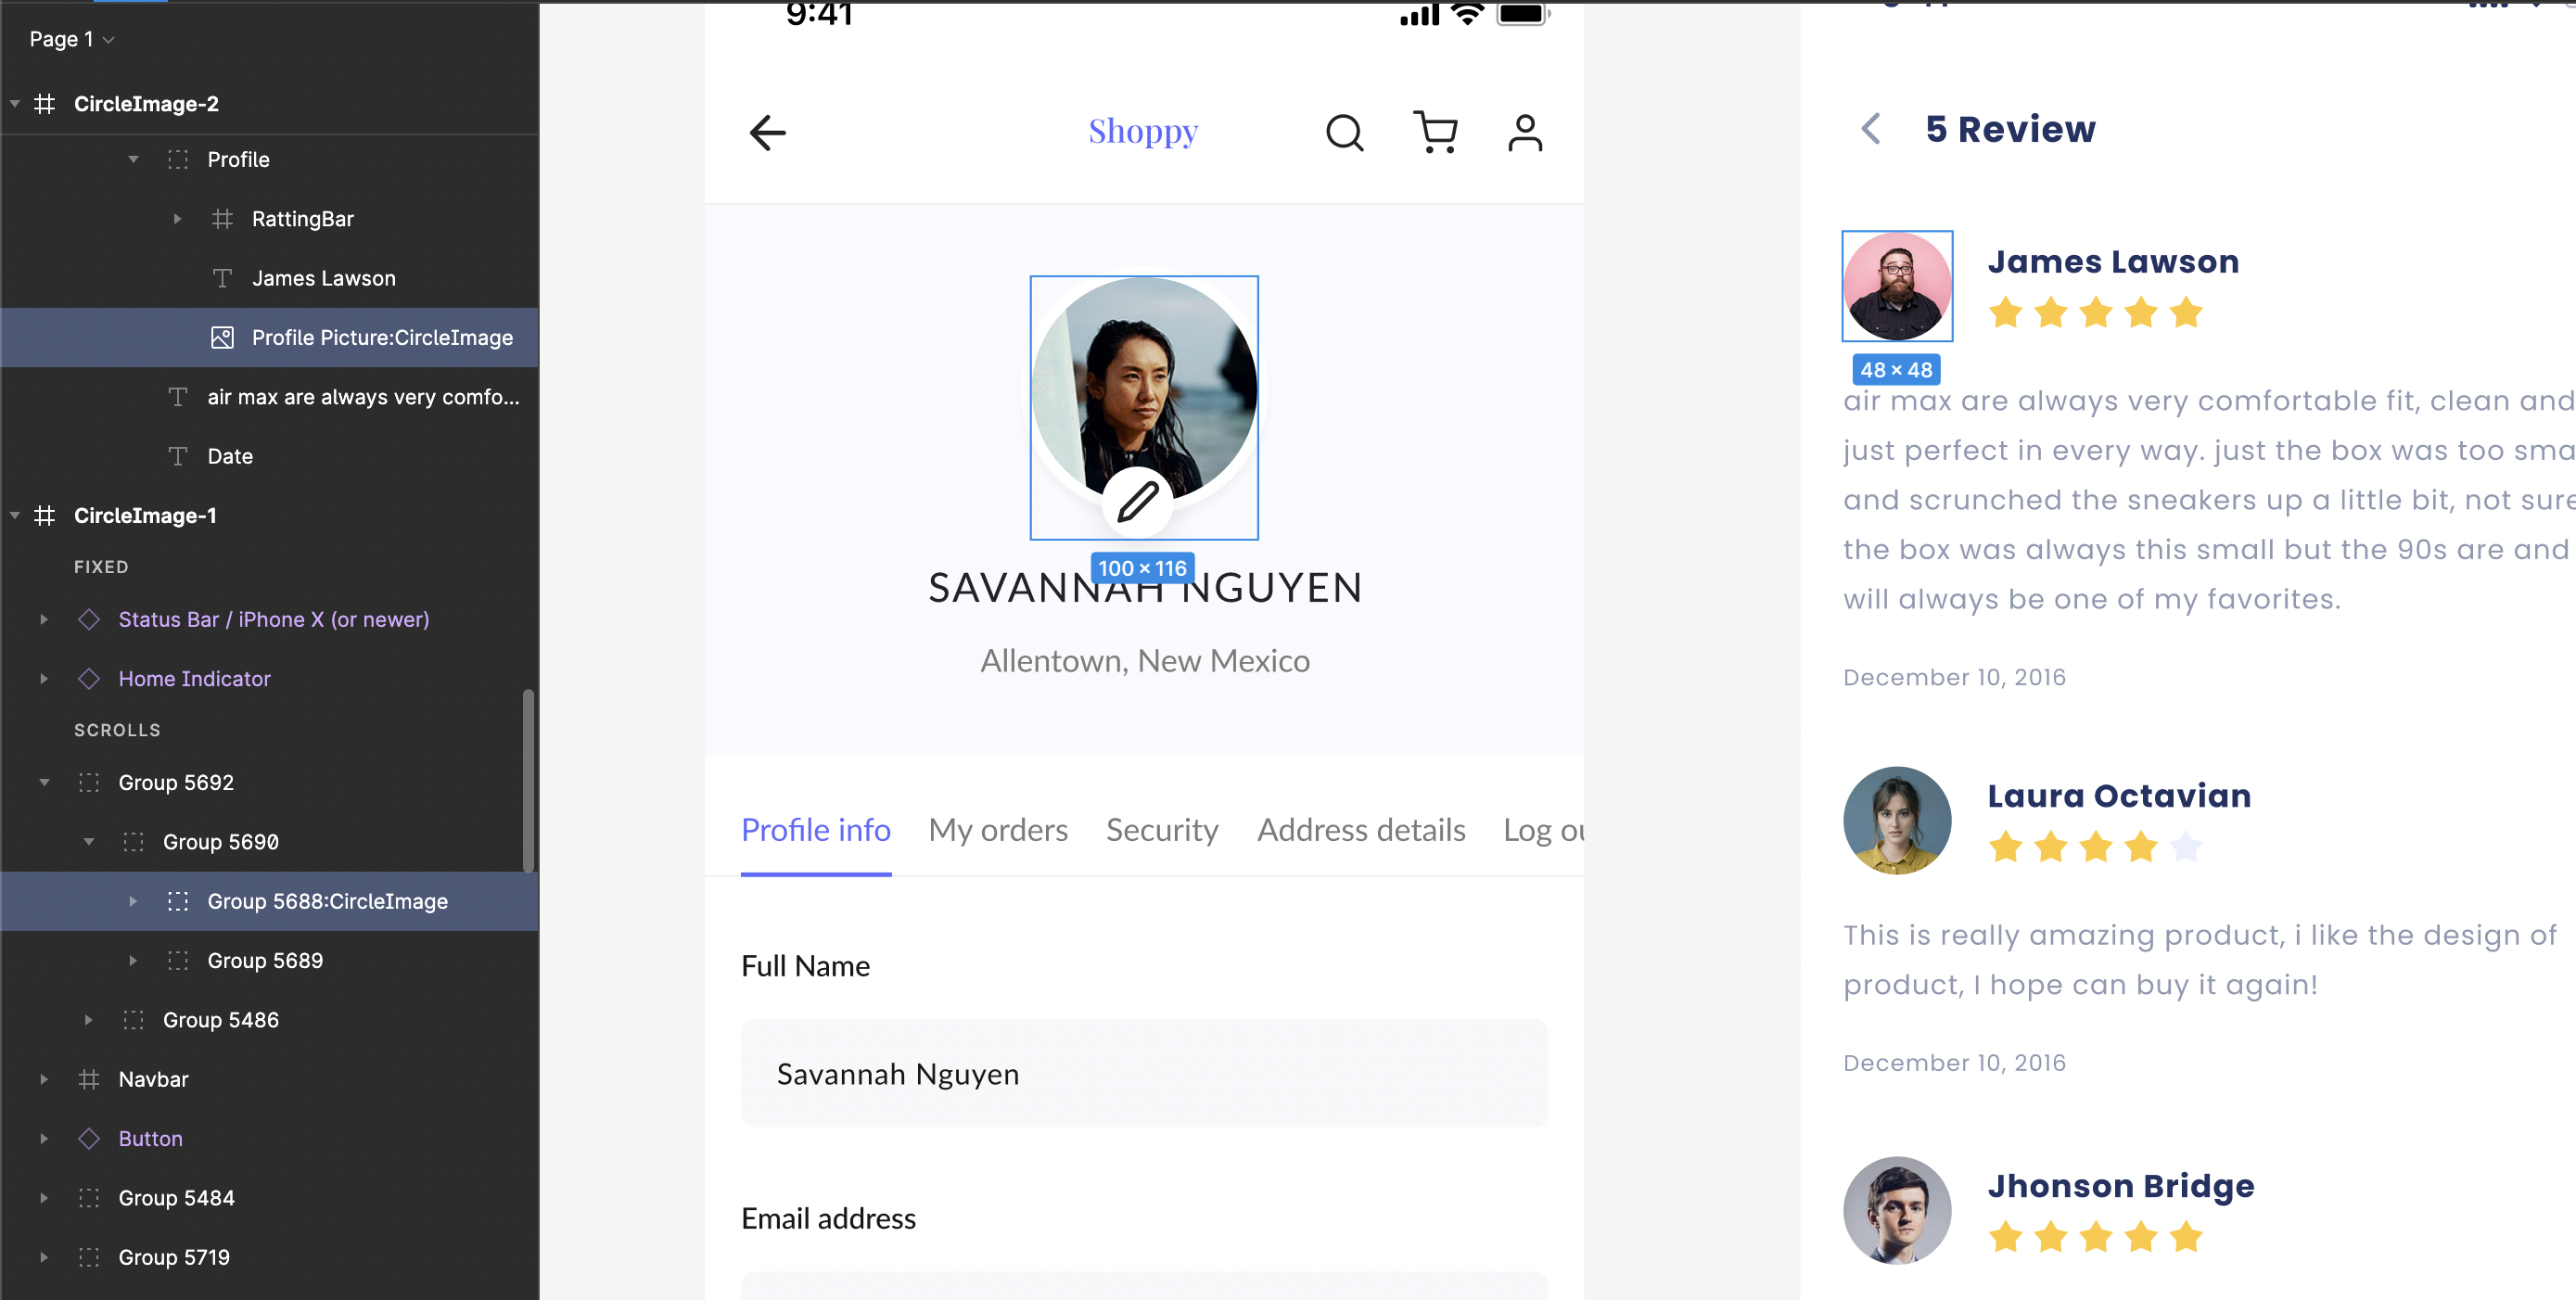 Page 1
CircleImage-2
Profile
RattingBar
James Lawson
Profile Picture:CircleImage
air max are always very comfo...
Date
CircleImage-1
FIXED
Status Bar / iPhone X (or newer)
Home Indicator
SCROLLS
Group 5692
Group 5690
Group 5688:CircleImage
Group 5689
Group 5486
Navbar
Button
Group 5484
Group 5719
9:41
Shoppy
100 × 116
SAVANNAH NGUYEN
Allentown, New Mexico
Profile info My orders Security Address details Log
Full Name
Savannah Nguyen
Email address
5 Review
James Lawson
48 × 48
air max are always very comfortable fit, clean and
just perfect in every way. just the box was too
and scrunched the sneakers up a little bit, not sure
the box was always this small but the 90s are and
will always be one of my favorites.
December 10, 2016
Laura Octavian
This is really amazing product, i like the design of
product, I hope can buy it again!
December 10, 2016
Jhonson Bridge